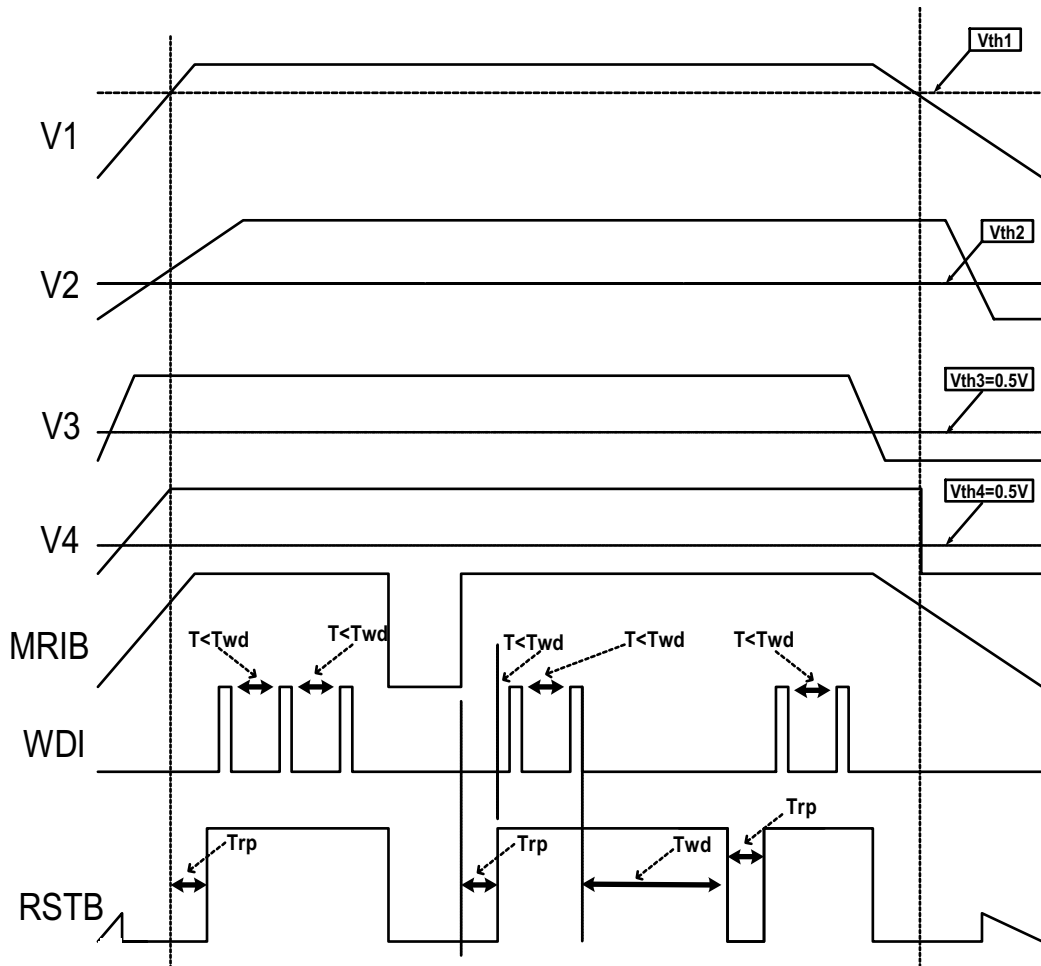 Vth1
V1
Vth2
V2
Vth3=0.5V
V3
Vth4=0.5V
V4
MRIB
T<Twd
T<Twd
T<Twd
T<Twd
T<Twd
WDI
Trp
Trp
Twd
Trp
RSTB